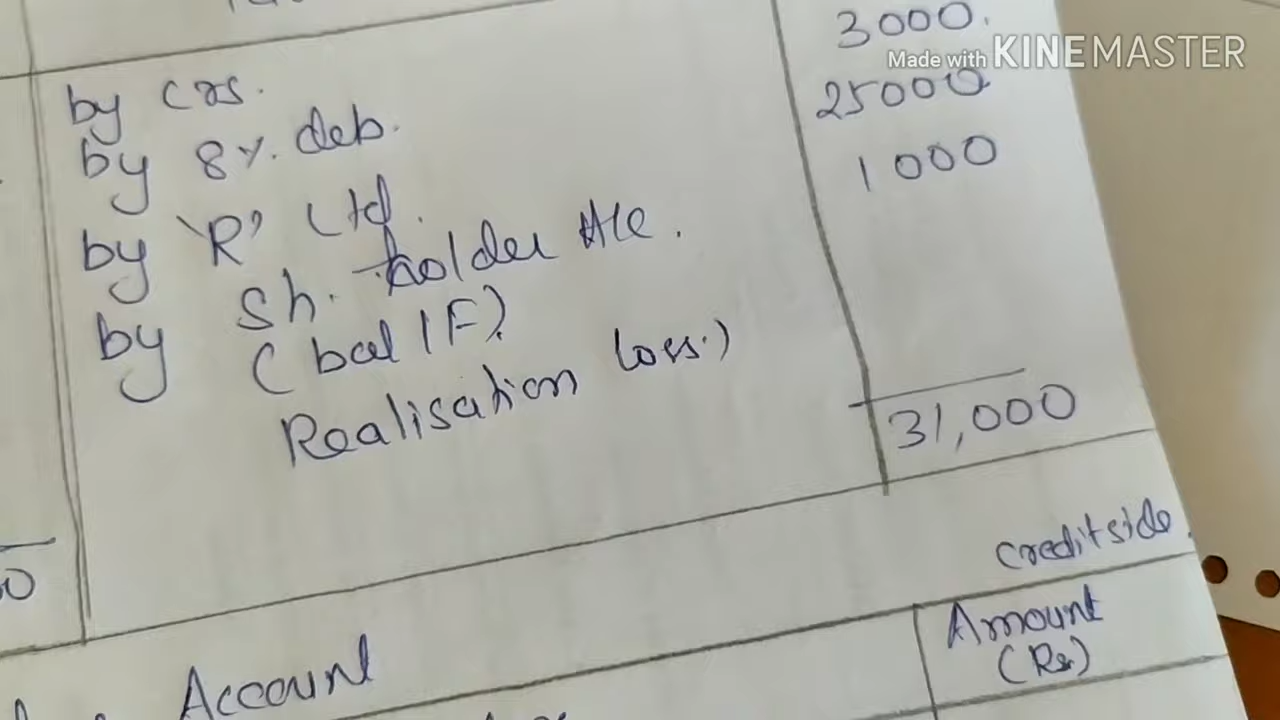 3000.
Made with KINEMASTER
by crs.
25000
by 8%. deb.
1000
by 'R' Ltd.
by Sh. holder A/c.
(bal/F).
Realisation loss.)
31,000
credit side.
Account
Amount
(Rs)